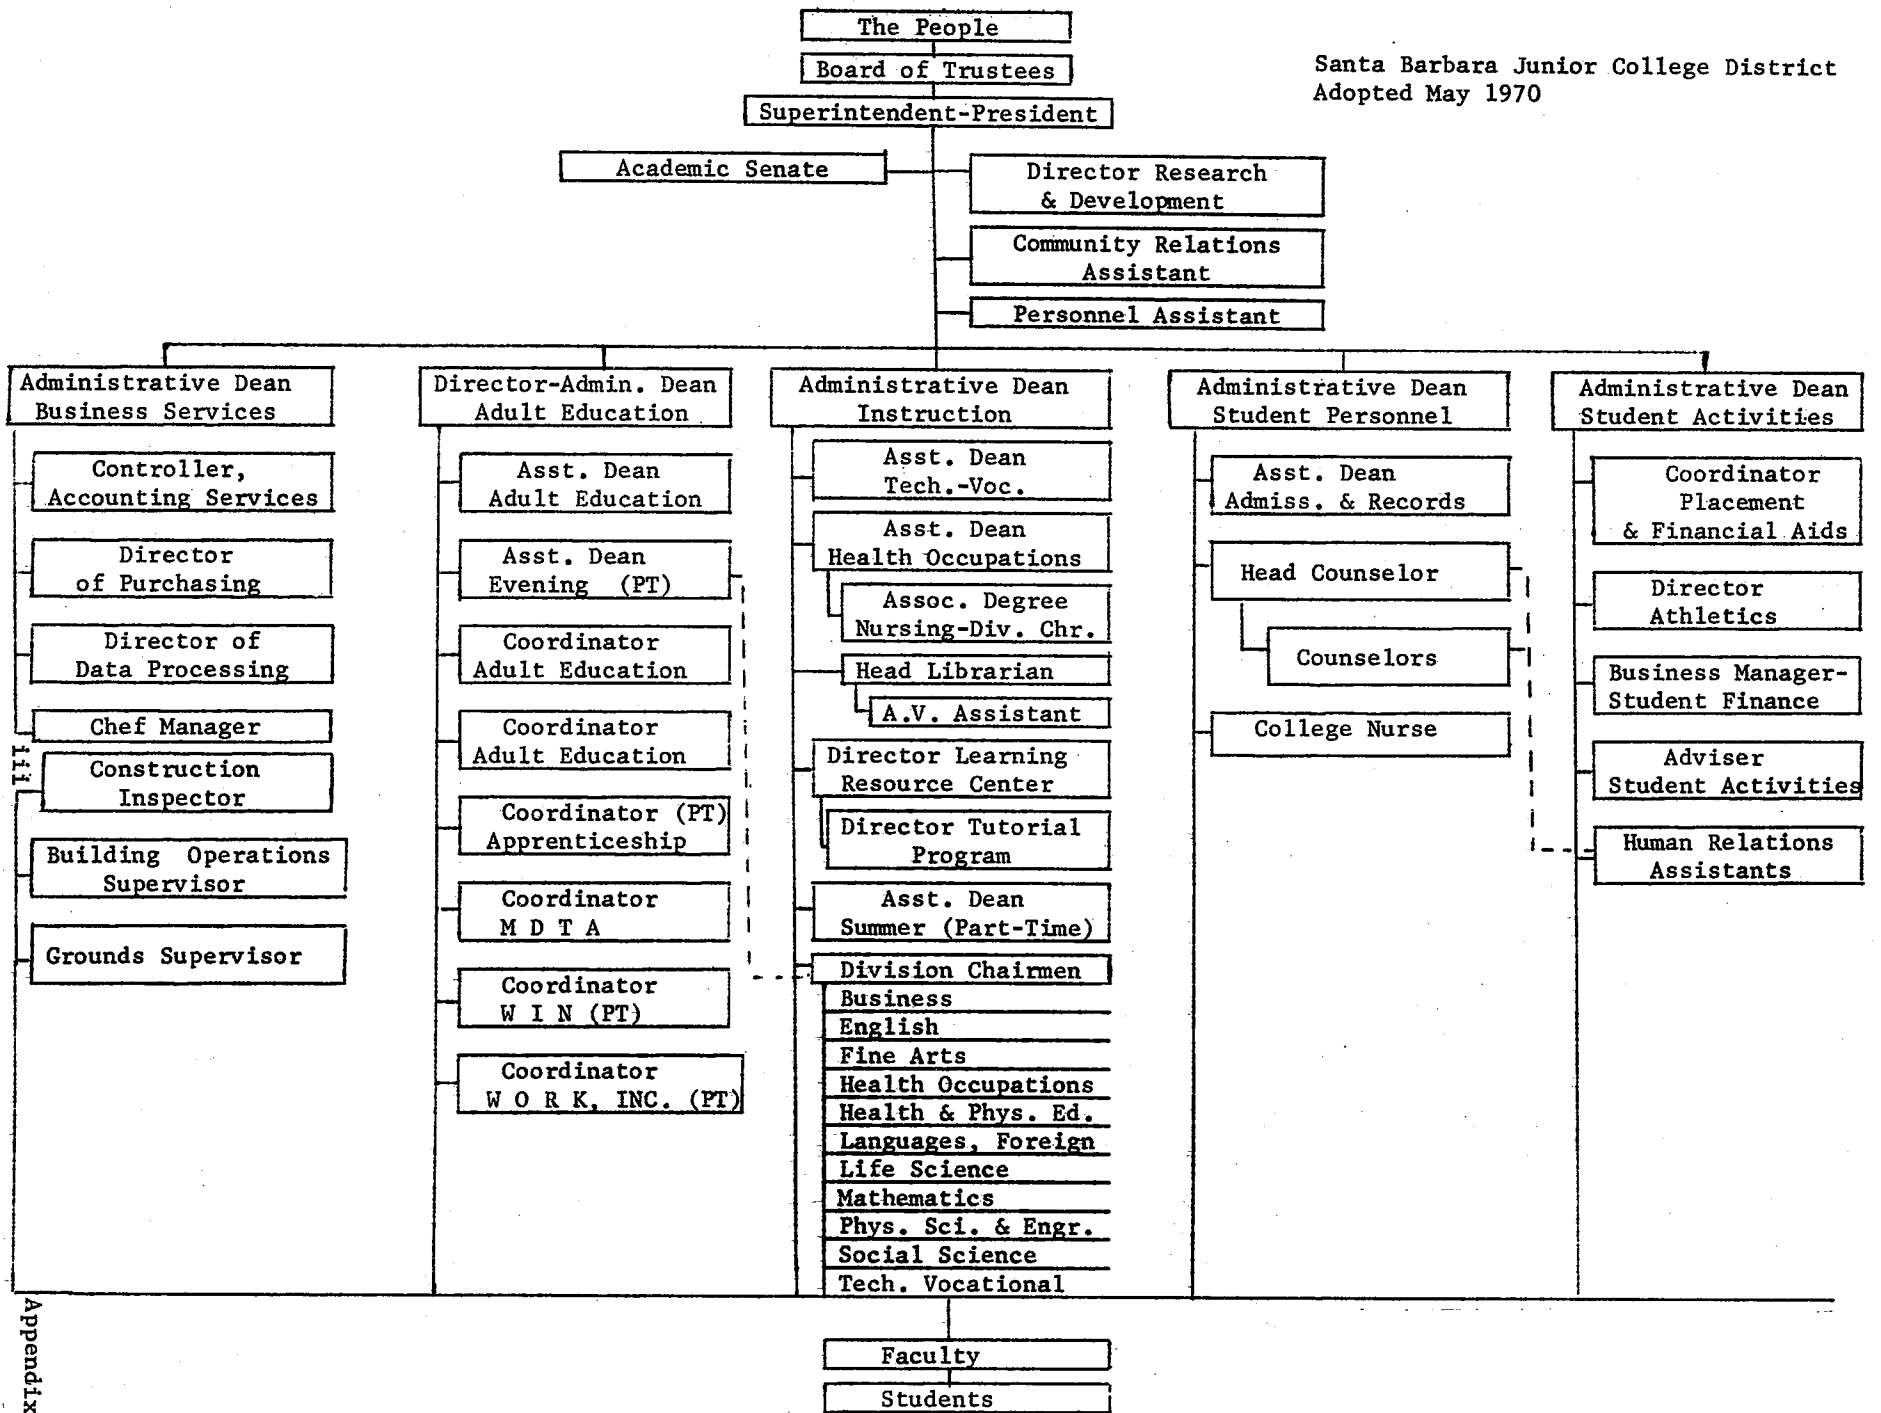 The People
Board of Trustees
Superintendent-President
Santa Barbara Junior College District
Adopted May 1970
Academic Senate
Director Research
& Development
Community Relations
Assistant
Personnel Assistant
Administrative Dean
Business Services
Controller,
Accounting Services
Director
of Purchasing
Director of
Data Processing
Chef Manager
Construction
Inspector
Building Operations
Supervisor
Grounds Supervisor
Director-Admin. Dean
Adult Education
Asst. Dean
Adult Education
Asst. Dean
Evening (PT)
Coordinator
Adult Education
Coordinator
Adult Education
Coordinator (PT)
Apprenticeship
Coordinator
M D T A
Coordinator
W I N (PT)
Coordinator
W O R K, INC. (PT)
Administrative Dean
Instruction
Asst. Dean
Tech.-Voc.
Asst. Dean
Health Occupations
Assoc. Degree
Nursing-Div. Chr.
Head Librarian
A.V. Assistant
Director Learning
Resource Center
Director Tutorial
Program
Asst. Dean
Summer (Part-Time)
Division Chairmen
Business
English
Fine Arts
Health Occupations
Health & Phys. Ed.
Languages, Foreign
Life Science
Mathematics
Phys. Sci. & Engr.
Social Science
Tech. Vocational
Administrative Dean
Student Personnel
Asst. Dean
Admiss. & Records
Head Counselor
Counselors
College Nurse
Administrative Dean
Student Activities
Coordinator
Placement
& Financial Aids
Director
Athletics
Business Manager-
Student Finance
Adviser
Student Activities
Human Relations
Assistants
Faculty
Students
iii
Appendix